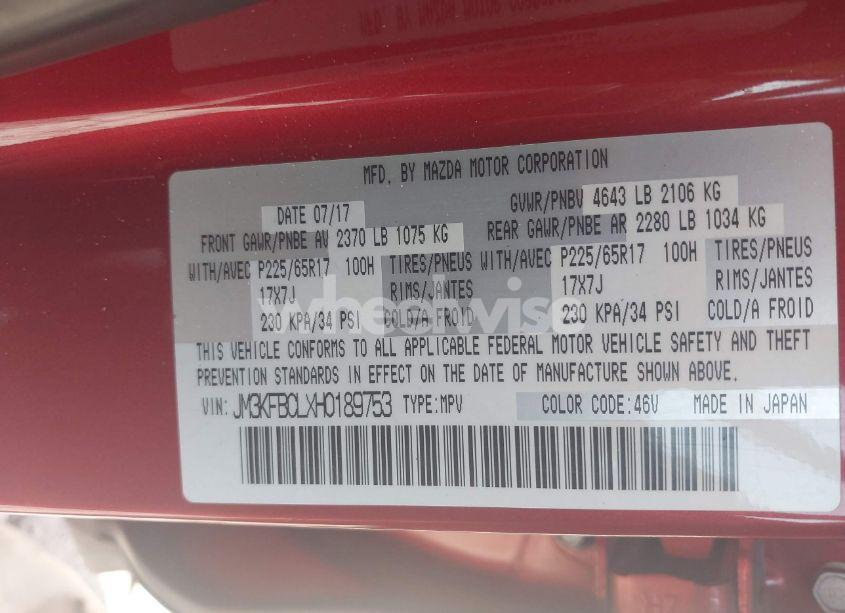 MFD. BY MAZDA MOTOR CORPORATION
DATE 07/17 GVWR/PNBV 4643 LB 2106 KG
FRONT GAWR/PNBE AV 2370 LB 1075 KG REAR GAWR/PNBE AR 2280 LB 1034 KG
WITH/AVEC P225/65R17 100H TIRES/PNEUS WITH/AVEC P225/65R17 100H TIRES/PNEUS
17X7J RIMS/JANTES 17X7J RIMS/JANTES
230 KPA/34 PSI COLD/A FROID 230 KPA/34 PSI COLD/A FROID
wheelwise
THIS VEHICLE CONFORMS TO ALL APPLICABLE FEDERAL MOTOR VEHICLE SAFETY AND THEFT
PREVENTION STANDARDS IN EFFECT ON THE DATE OF MANUFACTURE SHOWN ABOVE.
VIN: JM3KFBCLXH0189753 TYPE:MPV COLOR CODE:46V MADE IN JAPAN